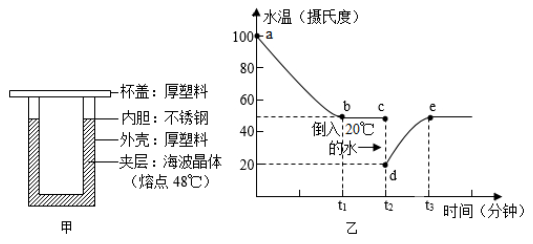 杯盖:厚塑料
内胆:不锈钢
外壳:厚塑料
夹层:海波晶体
(熔点 48℃)
甲
水温(摄氏度)
100
80
60
40
20
a
b
c
e
倒入 20℃
的水
d
t₁
t₂
t₃
时间(分钟)
乙